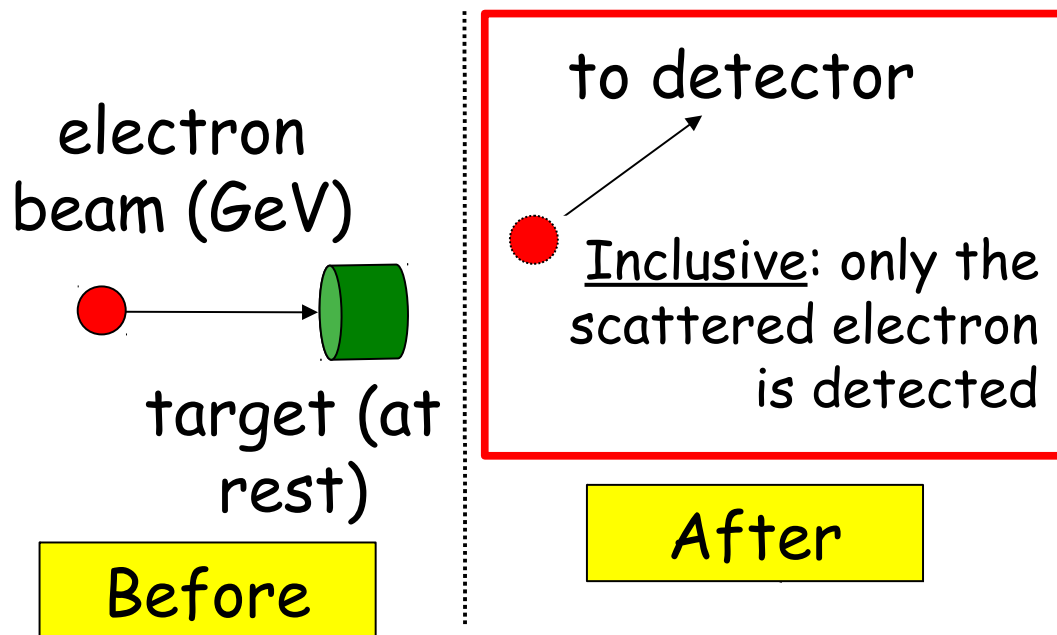 electron
beam (GeV)
target (at
rest)
Before
to detector
Inclusive: only the
scattered electron
is detected
After